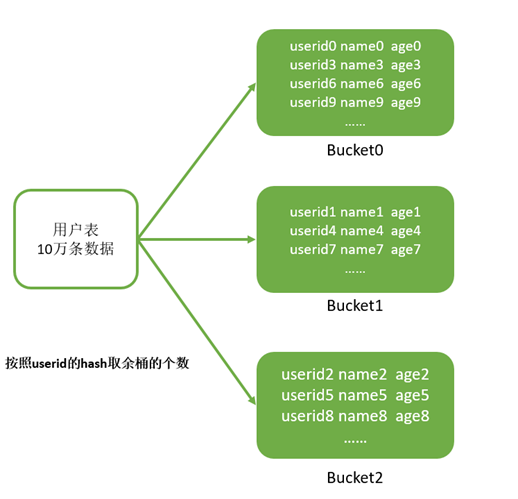 userid0 name0 age0
userid3 name3 age3
userid6 name6 age6
userid9 name9 age9
……
Bucket0
用户表
10万条数据
userid1 name1 age1
userid4 name4 age4
userid7 name7 age7
……
Bucket1
按照userid的hash取余桶的个数
userid2 name2 age2
userid5 name5 age5
userid8 name8 age8
……
Bucket2